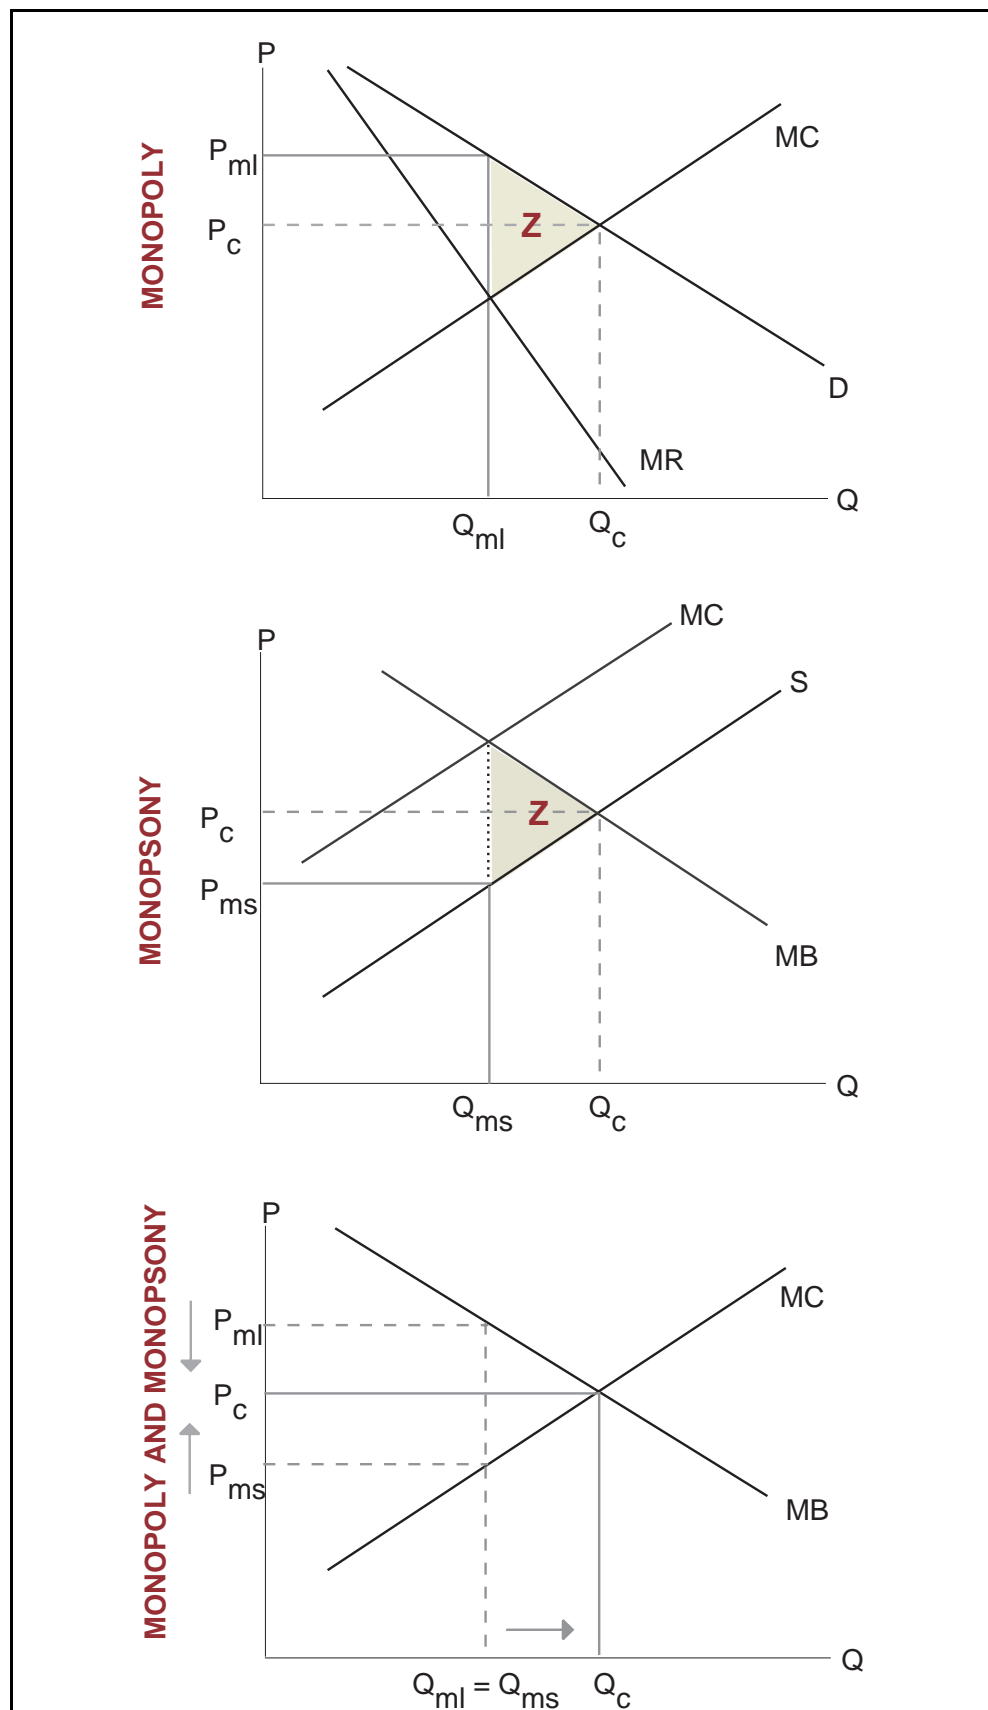 MONOPOLY
P
P_ml
P_c
Z
MC
D
MR
Q
Q_ml
Q_c
MONOPSONY
P
MC
S
P_c
Z
P_ms
MB
Q
Q_ms
Q_c
MONOPOLY AND MONOPSONY
P
MC
P_ml
P_c
P_ms
MB
Q
Q_ml = Q_ms
Q_c